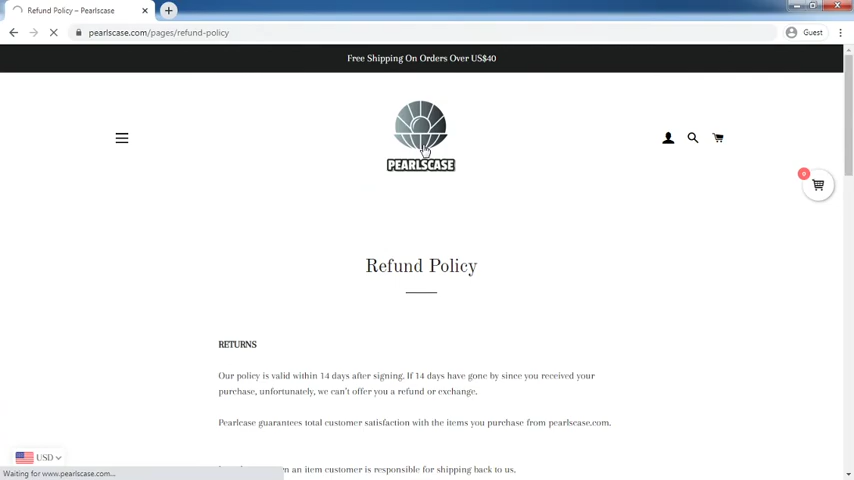 Refund Policy – Pearlscase
pearlscase.com/pages/refund-policy
Guest
Free Shipping On Orders Over US$40
PEARLSCASE
0
Refund Policy
RETURNS
Our policy is valid within 14 days after signing. If 14 days have gone by since you received your
purchase, unfortunately, we can't offer you a refund or exchange.
Pearlcase guarantees total customer satisfaction with the items you purchase from pearlscase.com.
USD
an item customer is responsible for shipping back to us.
Waiting for www.pearlscase.com...